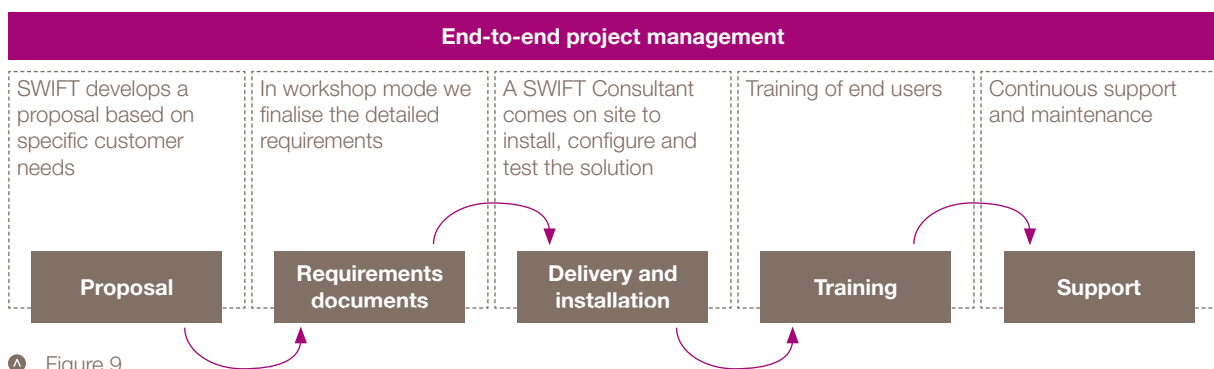 End-to-end project management
SWIFT develops a
proposal based on
specific customer
needs
In workshop mode we
finalise the detailed
requirements
A SWIFT Consultant
comes on site to
install, configure and
test the solution
Training of end users
Continuous support
and maintenance
Proposal
Requirements
documents
Delivery and
installation
Training
Support
Figure 9